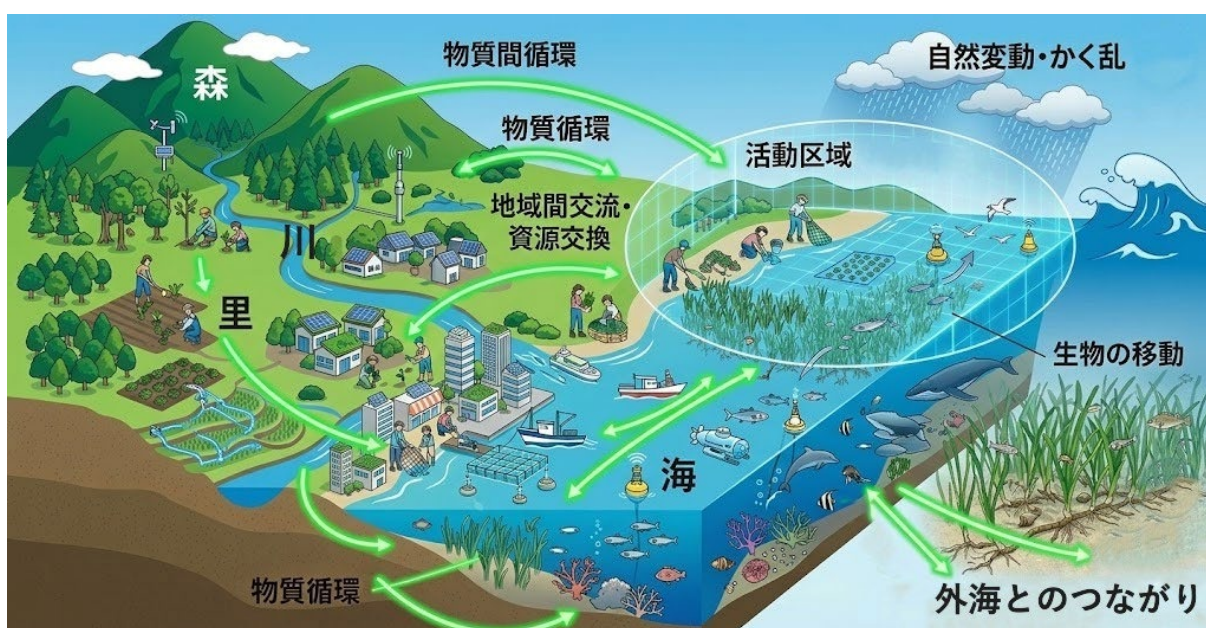 物質間循環
自然変動・かく乱
森
物質循環
活動区域
地域間交流・
資源交換
川
里
生物の移動
海
物質循環
外海とのつながり